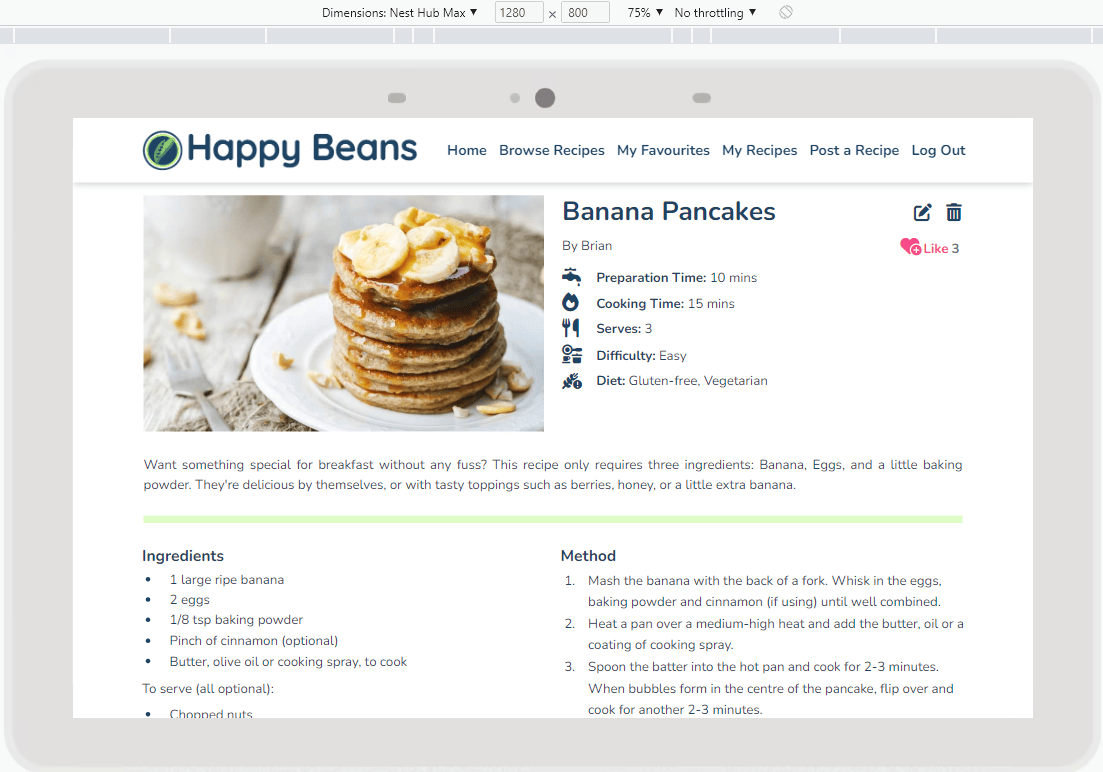 Dimensions: Nest Hub Max ▼ 1280 × 800 75% ▼ No throttling ▼
Happy Beans
Home Browse Recipes My Favourites My Recipes Post a Recipe Log Out
Banana Pancakes
By Brian
Like 3
Preparation Time: 10 mins
Cooking Time: 15 mins
Serves: 3
Difficulty: Easy
Diet: Gluten-free, Vegetarian
Want something special for breakfast without any fuss? This recipe only requires three ingredients: Banana, Eggs, and a little baking
powder. They're delicious by themselves, or with tasty toppings such as berries, honey, or a little extra banana.
Ingredients
• 1 large ripe banana
• 2 eggs
• 1/8 tsp baking powder
• Pinch of cinnamon (optional)
• Butter, olive oil or cooking spray, to cook
To serve (all optional):
• Chopped nuts
Method
1. Mash the banana with the back of a fork. Whisk in the eggs,
baking powder and cinnamon (if using) until well combined.
2. Heat a pan over a medium-high heat and add the butter, oil or a
coating of cooking spray.
3. Spoon the batter into the hot pan and cook for 2-3 minutes.
When bubbles form in the centre of the pancake, flip over and
cook for another 2-3 minutes.